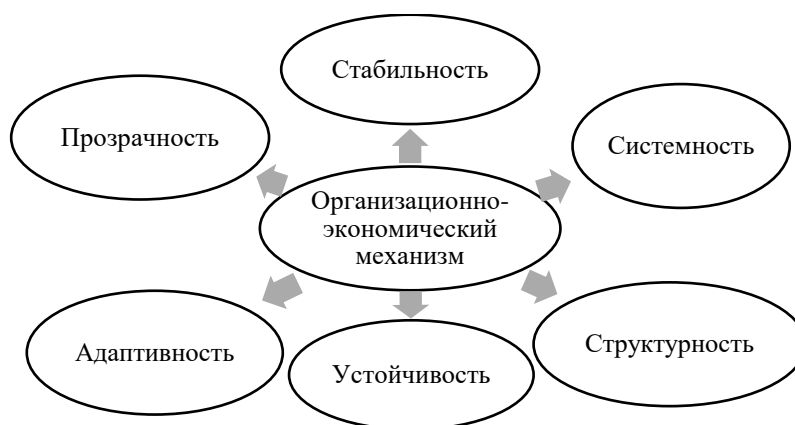 Стабильность
Прозрачность
Системность
Организационно-
экономический
механизм
Адаптивность
Устойчивость
Структурность